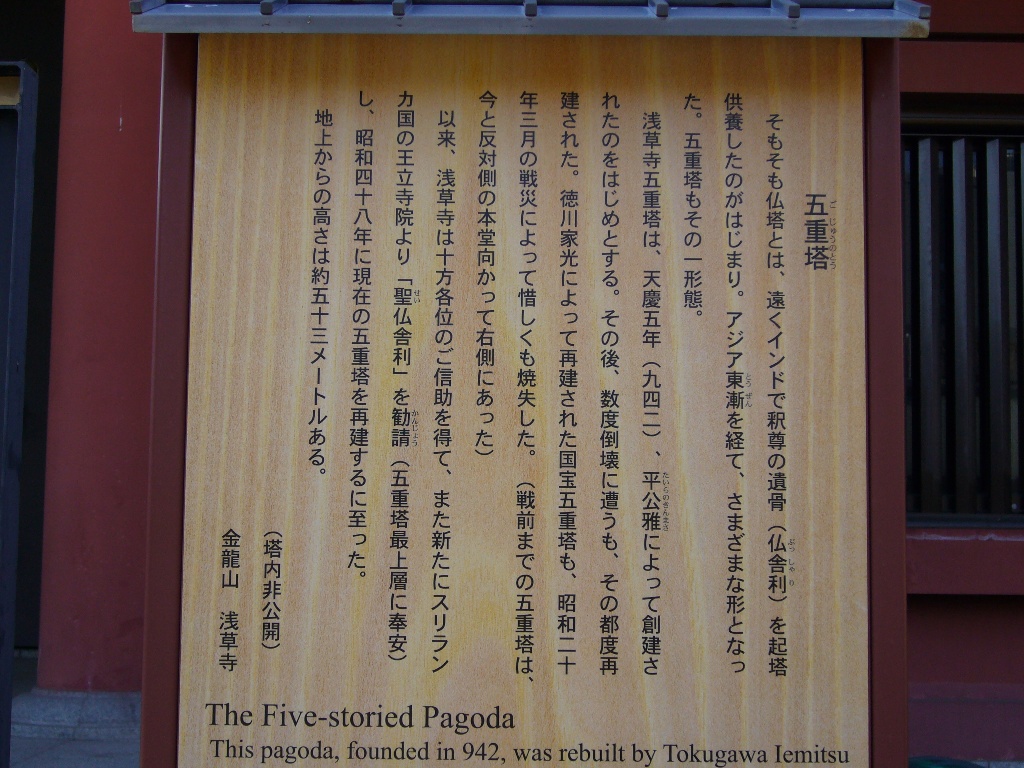 五重塔
そもそも仏塔とは、遠くインドで釈尊の遺骨（仏舎利）を起塔
供養したのがはじまり。アジア東漸を経て、さまざまな形となっ
た。五重塔もその一形態。
浅草寺五重塔は、天慶五年（九四二）、平公雅によって創建さ
れたのをはじめとする。その後、数度倒壊に遭うも、その都度再
建された。徳川家光によって再建された国宝五重塔も、昭和二十
年三月の戦災によって惜しくも焼失した。（戦前までの五重塔は、
今と反対側の本堂向かって右側にあった）
以来、浅草寺は十方各位のご信助を得て、また新たにスリラン
カ国の王立寺院より「聖仏舎利」を勧請（五重塔最上層に奉安）
し、昭和四十八年に現在の五重塔を再建するに至った。
地上からの高さは約五十三メートルある。
（塔内非公開）
金龍山　浅草寺
The Five-storied Pagoda
This pagoda, founded in 942, was rebuilt by Tokugawa Iemitsu